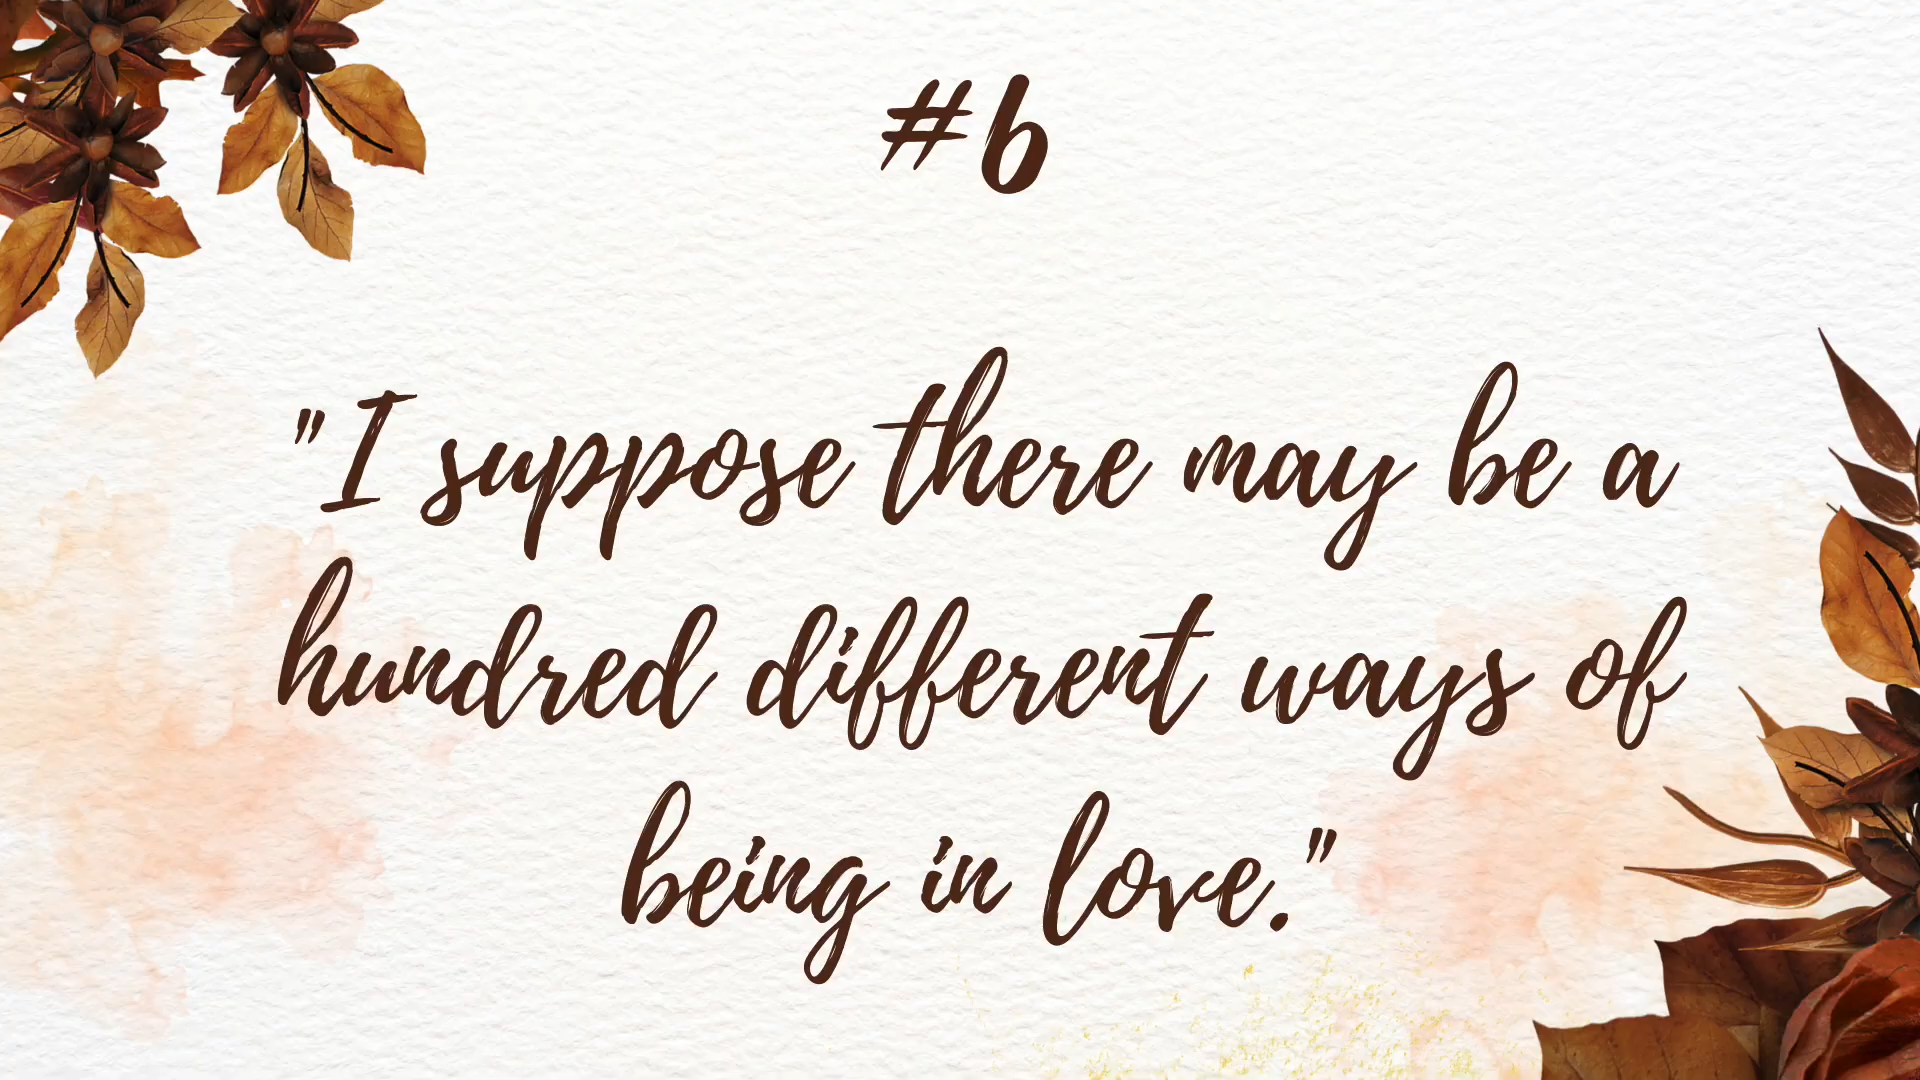 #6
"I suppose there may be a
hundred different ways of
being in love."